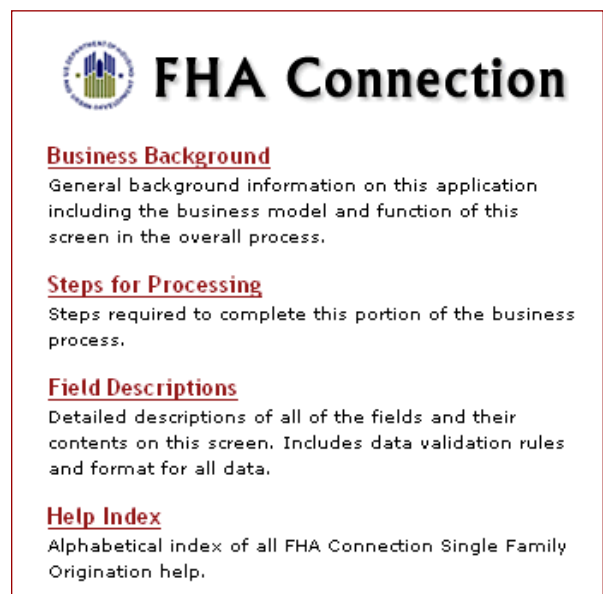 FHA Connection
Business Background
General background information on this application
including the business model and function of this
screen in the overall process.
Steps for Processing
Steps required to complete this portion of the business
process.
Field Descriptions
Detailed descriptions of all of the fields and their
contents on this screen. Includes data validation rules
and format for all data.
Help Index
Alphabetical index of all FHA Connection Single Family
Origination help.